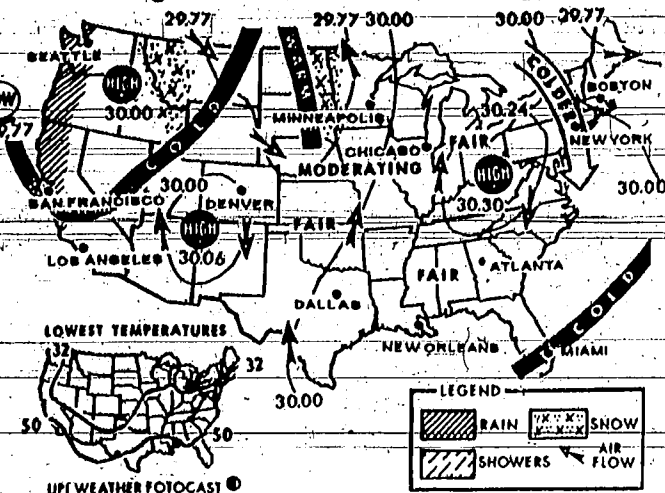 29.77
29.77
30.00
30.00
29.77
SEATTLE
HIGH
30.00
COLD
WARM
MINNEAPOLIS
COLDER
BOSTON
30.24
NEW YORK
CHICAGO
FAIR
MODERATING
HIGH
30.30
30.00
SAN FRANCISCO
30.00
DENVER
HIGH
30.06
FAIR
LOS ANGELES
FAIR
ATLANTA
DALLAS
NEW ORLEANS
MIAMI
COLD
30.00
LOWEST TEMPERATURES
32
32
50
50
UPI WEATHER FOTOCAST
LEGEND
RAIN
SNOW
SHOWERS
AIR
FLOW